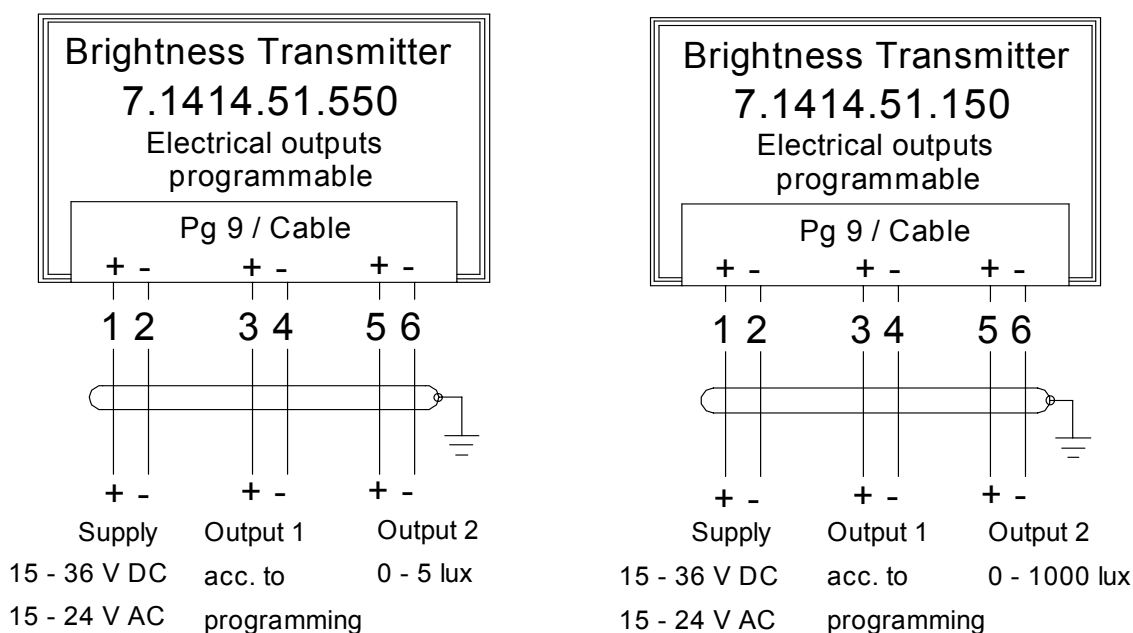 Brightness Transmitter
7.1414.51.550
Electrical outputs
programmable
Pg 9 / Cable
+ - + - + -
1 2 3 4 5 6
+ - + - + -
Supply Output 1 Output 2
15 - 36 V DC acc. to 0 - 5 lux
15 - 24 V AC programming
Brightness Transmitter
7.1414.51.150
Electrical outputs
programmable
Pg 9 / Cable
+ - + - + -
1 2 3 4 5 6
+ - + - + -
Supply Output 1 Output 2
15 - 36 V DC acc. to 0 - 1000 lux
15 - 24 V AC programming